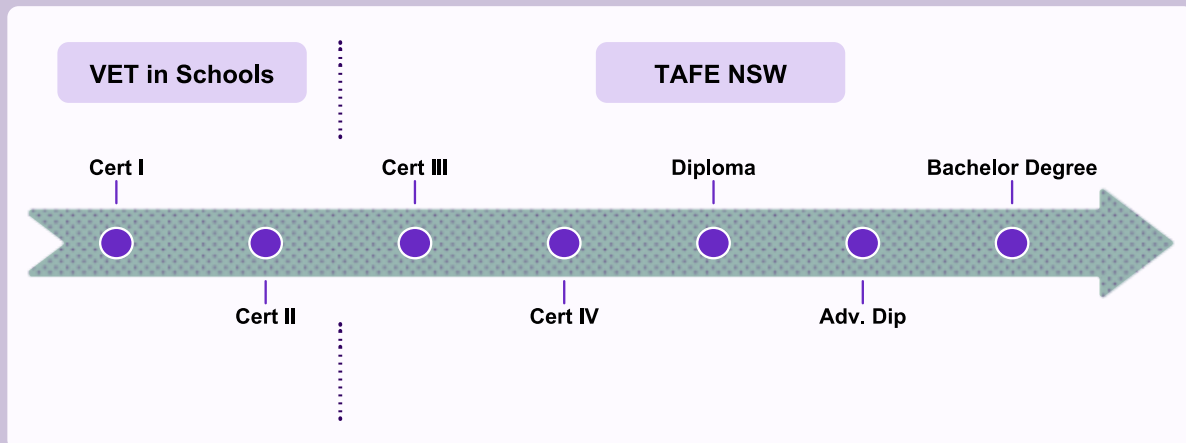 VET in Schools
TAFE NSW
Cert I
Cert III
Diploma
Bachelor Degree
Cert II
Cert IV
Adv. Dip